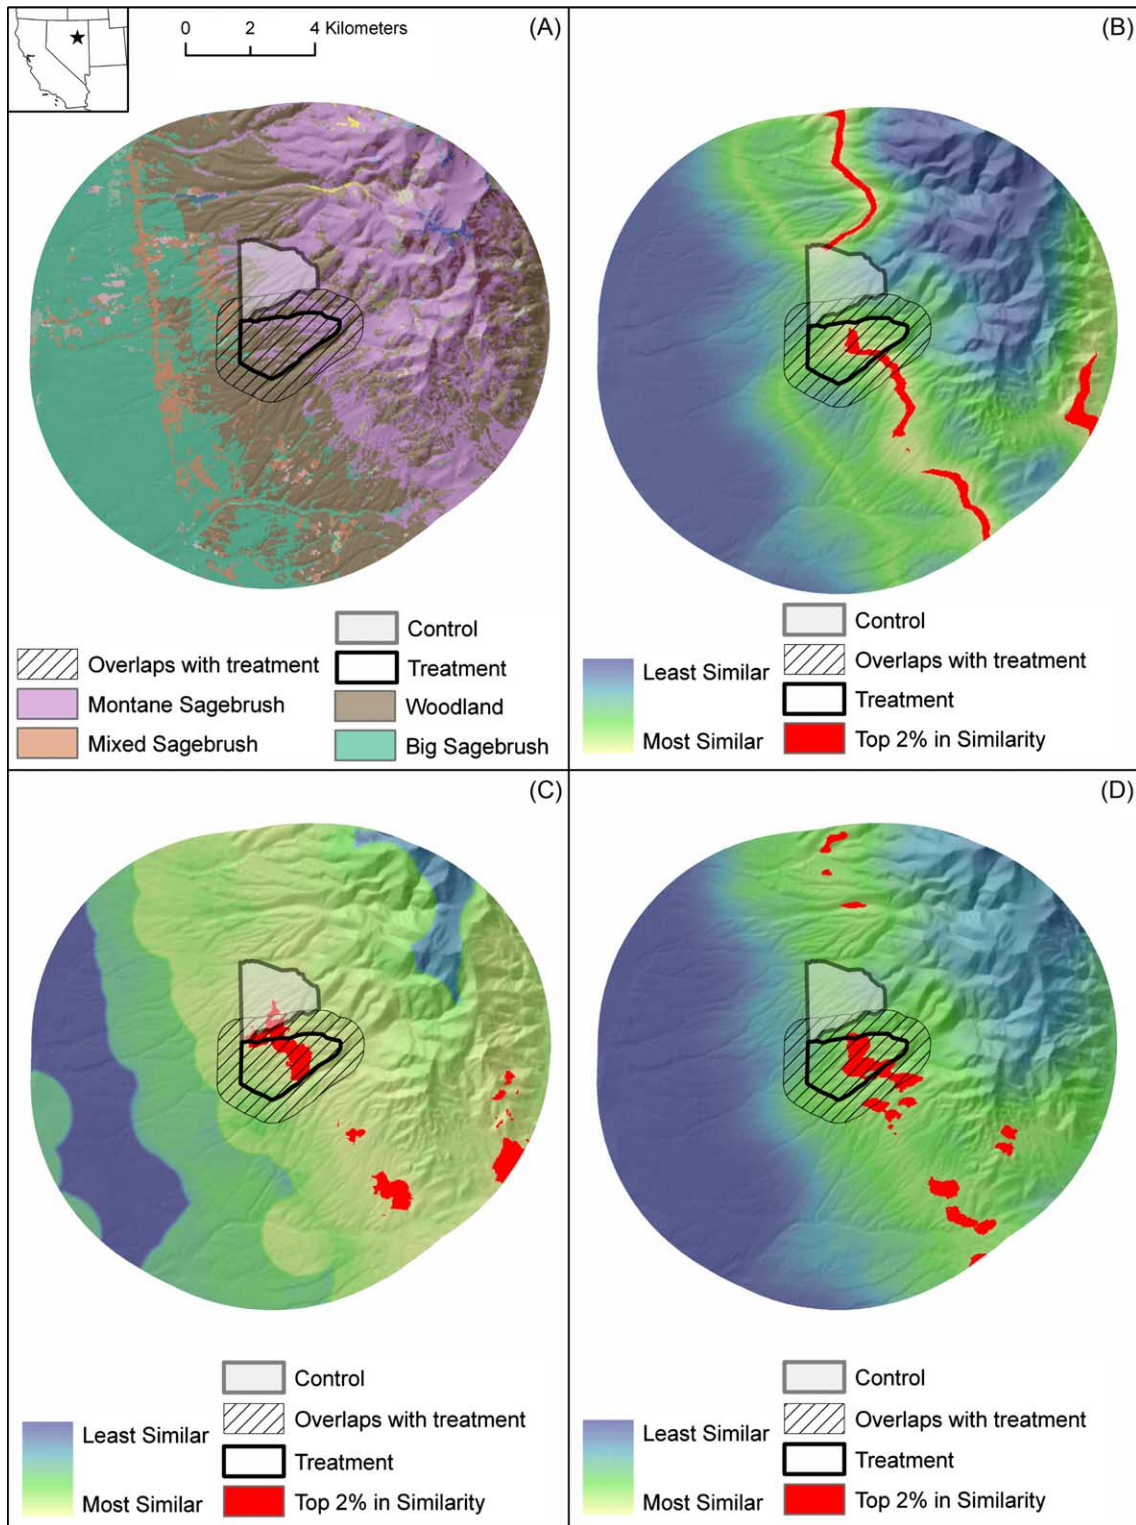 0 2 4 Kilometers
(A)
Control
Overlaps with treatment
Treatment
Montane Sagebrush
Woodland
Mixed Sagebrush
Big Sagebrush
(B)
Control
Least Similar
Overlaps with treatment
Treatment
Most Similar
Top 2% in Similarity
(C)
Control
Least Similar
Overlaps with treatment
Treatment
Most Similar
Top 2% in Similarity
(D)
Control
Least Similar
Overlaps with treatment
Treatment
Most Similar
Top 2% in Similarity